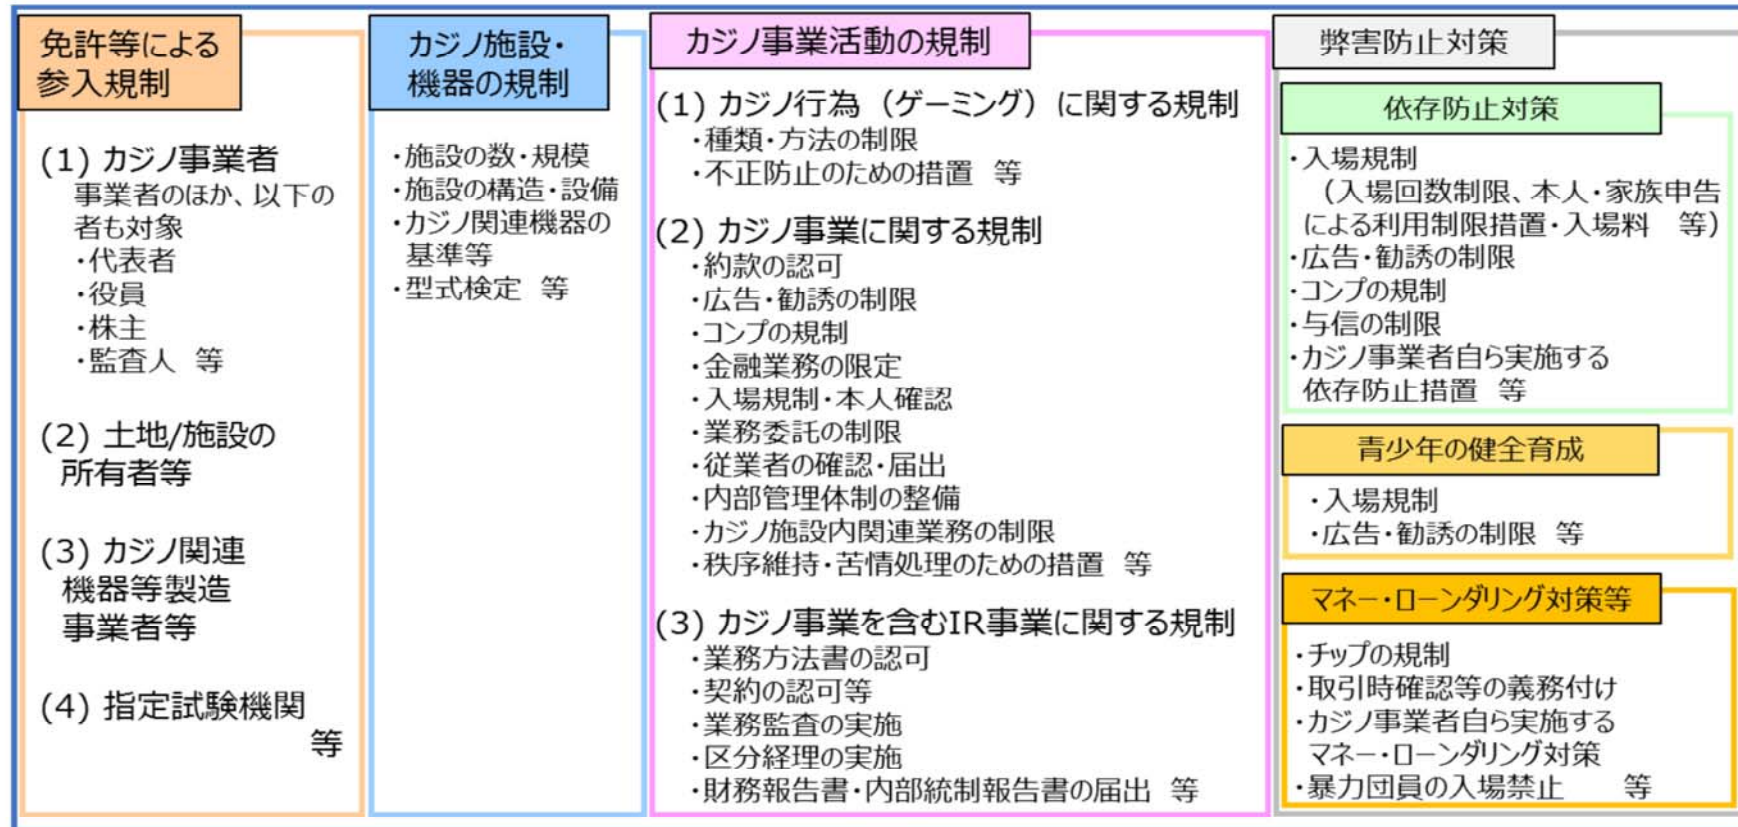 免許等による
参入規制
(1) カジノ事業者
事業者のほか、以下の
者も対象
・代表者
・役員
・株主
・監査人 等
(2) 土地/施設の
所有者等
(3) カジノ関連
機器等製造
事業者等
(4) 指定試験機関
等
カジノ施設・
機器の規制
・施設の数・規模
・施設の構造・設備
・カジノ関連機器の
基準等
・型式検定 等
カジノ事業活動の規制
(1) カジノ行為（ゲーミング）に関する規制
・種類・方法の制限
・不正防止のための措置 等
(2) カジノ事業に関する規制
・約款の認可
・広告・勧誘の制限
・コンプの規制
・金融業務の限定
・入場規制・本人確認
・業務委託の制限
・従業者の確認・届出
・内部管理体制の整備
・カジノ施設内関連業務の制限
・秩序維持・苦情処理のための措置 等
(3) カジノ事業を含むIR事業に関する規制
・業務方法書の認可
・契約の認可等
・業務監査の実施
・区分経理の実施
・財務報告書・内部統制報告書の届出 等
弊害防止対策
依存防止対策
・入場規制
（入場回数制限、本人・家族申告
による利用制限措置・入場料 等）
・広告・勧誘の制限
・コンプの規制
・与信の制限
・カジノ事業者自ら実施する
依存防止措置 等
青少年の健全育成
・入場規制
・広告・勧誘の制限 等
マネー・ローンダリング対策等
・チップの規制
・取引時確認等の義務付け
・カジノ事業者自ら実施する
マネー・ローンダリング対策
・暴力団員の入場禁止 等